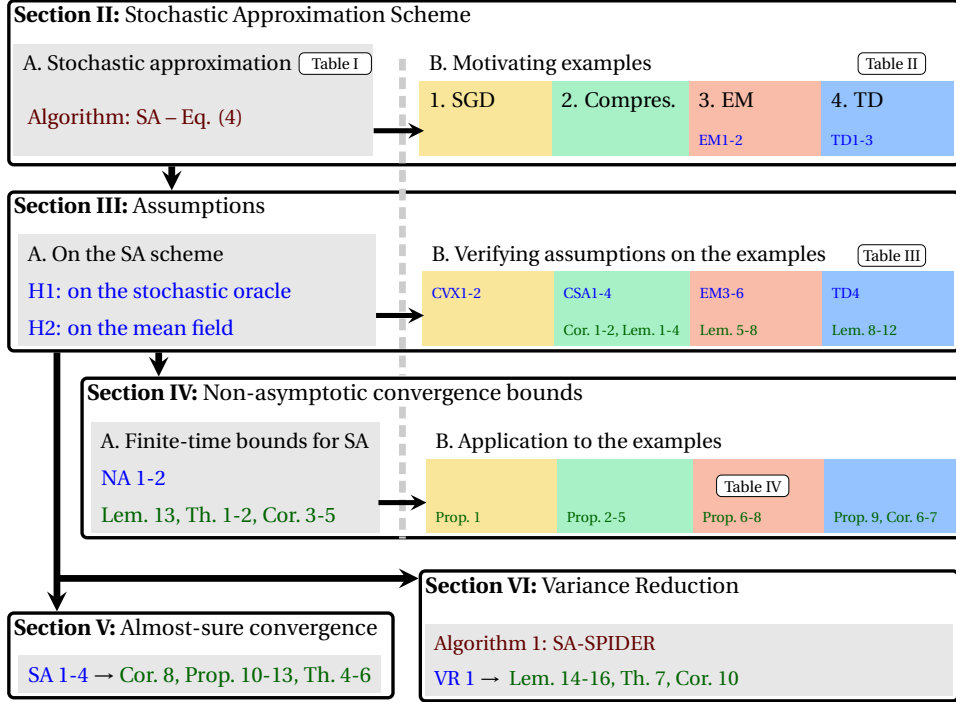 Section II: Stochastic Approximation Scheme
A. Stochastic approximation
Table I
Algorithm: SA – Eq. (4)
B. Motivating examples
Table II
1. SGD
2. Compres.
3. EM
4. TD
EM1-2
TD1-3
Section III: Assumptions
A. On the SA scheme
H1: on the stochastic oracle
H2: on the mean field
B. Verifying assumptions on the examples
Table III
CVX1-2
CSA1-4
EM3-6
TD4
Cor. 1-2, Lem. 1-4
Lem. 5-8
Lem. 8-12
Section IV: Non-asymptotic convergence bounds
A. Finite-time bounds for SA
NA 1-2
Lem. 13, Th. 1-2, Cor. 3-5
B. Application to the examples
Table IV
Prop. 1
Prop. 2-5
Prop. 6-8
Prop. 9, Cor. 6-7
Section V: Almost-sure convergence
SA 1-4 → Cor. 8, Prop. 10-13, Th. 4-6
Section VI: Variance Reduction
Algorithm 1: SA-SPIDER
VR 1 → Lem. 14-16, Th. 7, Cor. 10